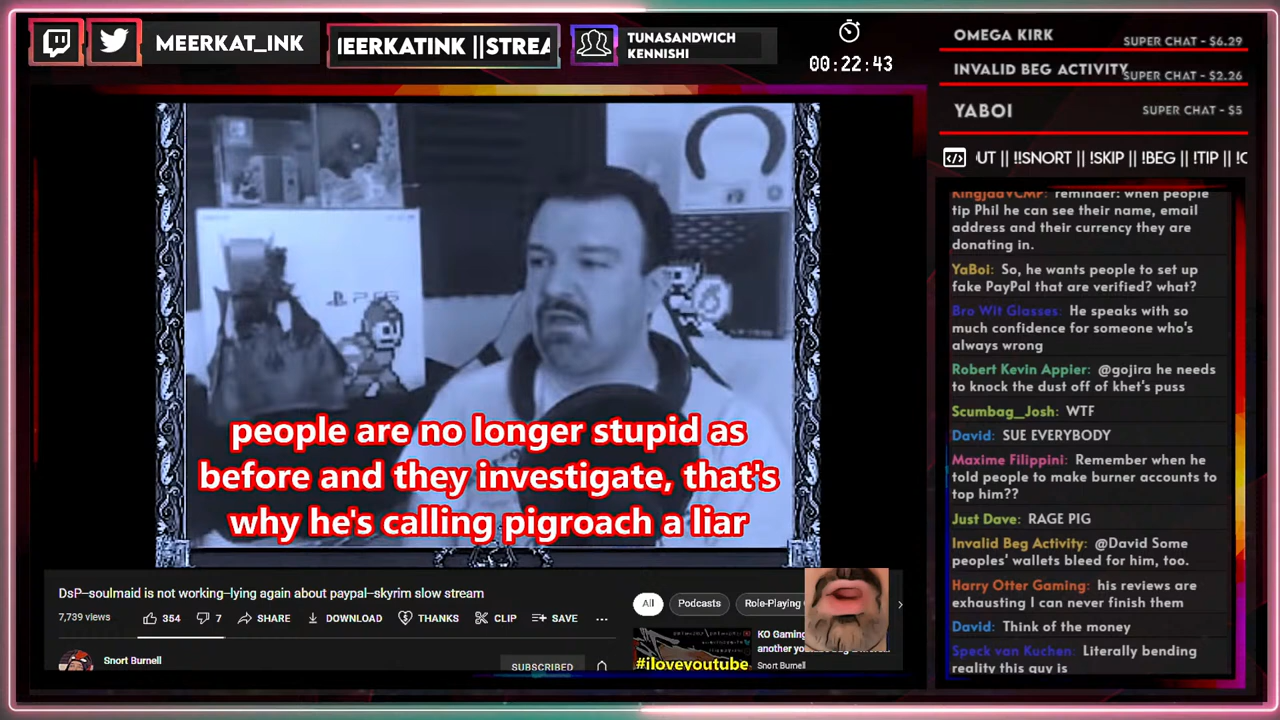 MEERKAT_INK
IEERKATINK ||STREA
TUNASANDWICH
KENNISHI
00:22:43
OMEGA KIRK
SUPER CHAT - $6.29
INVALID BEG ACTIVITY
SUPER CHAT - $2.26
YABOI
SUPER CHAT - $5
UT || !!SNORT || !SKIP || !BEG || !TIP || !C
PS5
people are no longer stupid as
before and they investigate, that's
why he's calling pigroach a liar
DsP–soulmaid is not working–lying again about paypal–skyrim slow stream
7,739 views
354
7
SHARE
DOWNLOAD
THANKS
CLIP
SAVE
Snort Burnell
SUBSCRIBED
All
Podcasts
Role-Playing
#iloveyoutube
KO Gaming
Snort Burnell
KingjadVCMP: reminder: when people
tip Phil he can see their name, email
address and their currency they are
donating in.
YaBoi: So, he wants people to set up
fake PayPal that are verified? what?
Bro Wit Glasses: He speaks with so
much confidence for someone who's
always wrong
Robert Kevin Appier: @gojira he needs
to knock the dust off of khet's puss
Scumbag_Josh: WTF
David: SUE EVERYBODY
Maxime Filippini: Remember when he
told people to make burner accounts to
top him??
Just Dave: RAGE PIG
Invalid Beg Activity: @David Some
peoples' wallets bleed for him, too.
Harry Otter Gaming: his reviews are
exhausting I can never finish them
David: Think of the money
Speck van Kuchen: Literally bending
reality this guy is